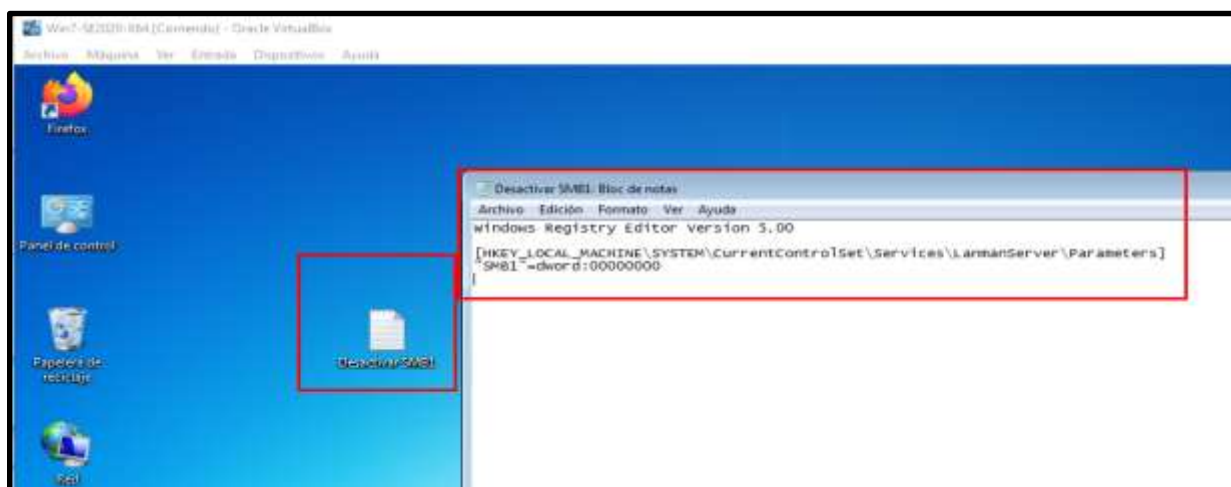 Win7-SI2020-RM [Corriendo] - Oracle VirtualBox
Archivo Máquina Ver Entrada Dispositivos Ayuda
Firefox
Panel de control
Papelera de
reciclaje
Red
Desactivar SMB1
Desactivar SMB1: Bloc de notas
Archivo Edición Formato Ver Ayuda
Windows Registry Editor Version 5.00
[HKEY_LOCAL_MACHINE\SYSTEM\CurrentControlSet\Services\LanmanServer\Parameters]
"SMB1"=dword:00000000